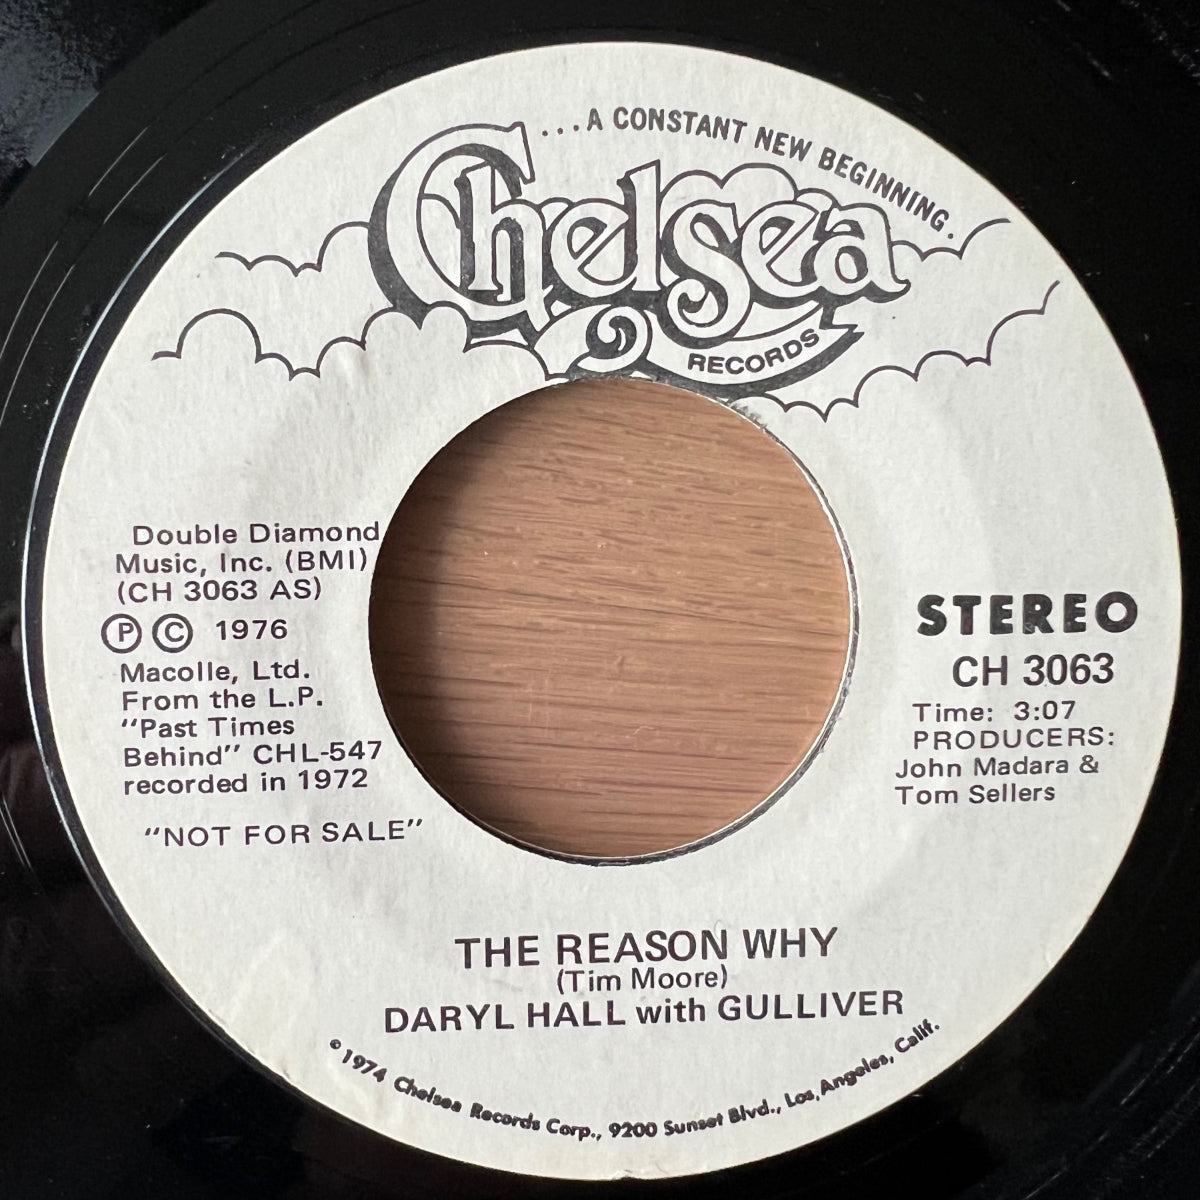 ...A CONSTANT NEW BEGINNING.
Chelsea
RECORDS
Double Diamond
Music, Inc. (BMI)
(CH 3063 AS)
Ⓟ Ⓒ 1976
Macolle, Ltd.
From the L.P.
"Past Times
Behind" CHL-547
recorded in 1972
"NOT FOR SALE"
STEREO
CH 3063
Time: 3:07
PRODUCERS:
John Madara &
Tom Sellers
THE REASON WHY
(Tim Moore)
DARYL HALL with GULLIVER
© 1974 Chelsea Records Corp., 9200 Sunset Blvd., Los Angeles, Calif.